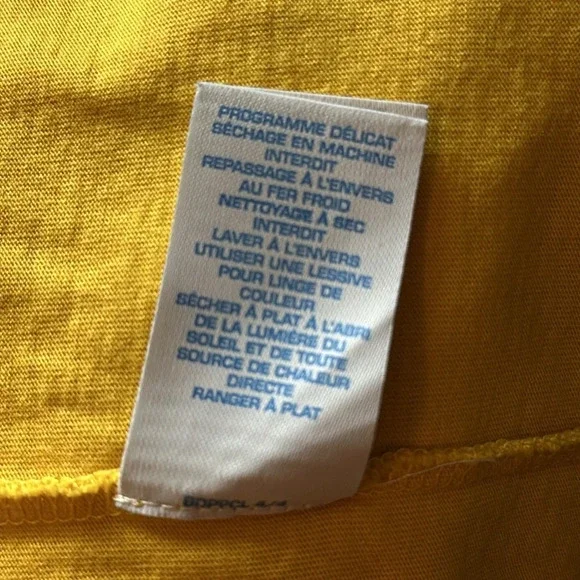 PROGRAMME DÉLICAT
SÉCHAGE EN MACHINE
INTERDIT
REPASSAGE À L'ENVERS
AU FER FROID
NETTOYAGE À SEC
INTERDIT
LAVER À L'ENVERS
UTILISER UNE LESSIVE
POUR LINGE DE
COULEUR
SÉCHER À PLAT À L'ABRI
DE LA LUMIÈRE DU
SOLEIL ET DE TOUTE
SOURCE DE CHALEUR
DIRECTE
RANGER À PLAT